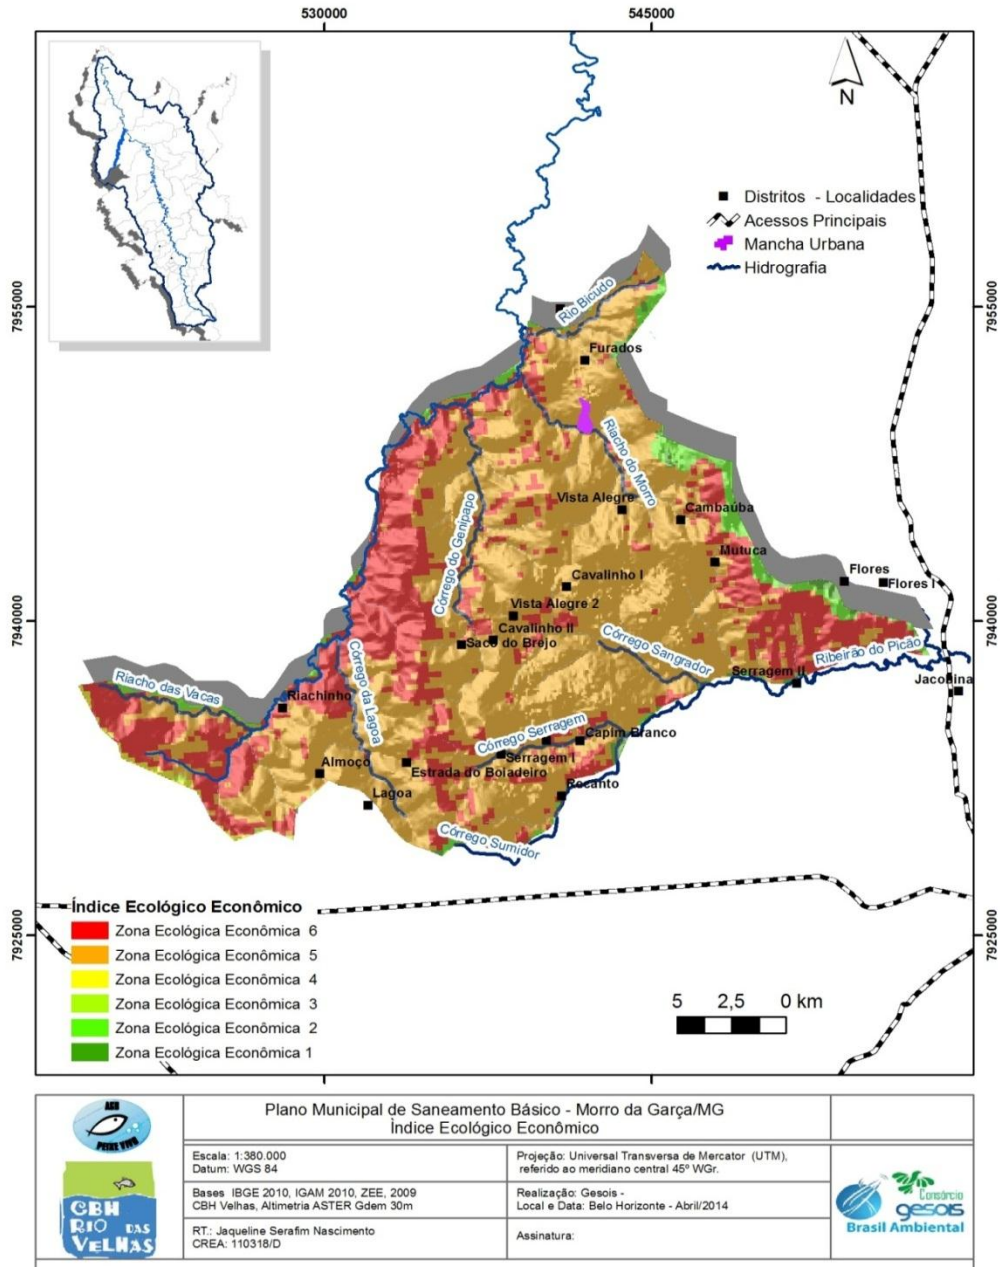 530000
545000
N
Distritos - Localidades
Acessos Principais
Mancha Urbana
Hidrografia
7955000
7955000
Rio Bicudo
Furados
Riacho do Morro
Vista Alegre
Cambaúba
Córrego do Genipapo
Mutuca
Cavalinho I
Flores
Flores I
Vista Alegre 2
7940000
7940000
Cavalinho II
Saco do Brejo
Córrego Sangrador
Ribeirão do Picão
Serragem II
Jacobina
Riacho das Vacas
Riachinho
Córrego da Lagoa
Córrego Serragem
Capim Branco
Serragem I
Almoço
Estrada do Boiadeiro
Lagoa
Recanto
Córrego Sumidor
7925000
7925000
Índice Ecológico Econômico
Zona Ecológica Econômica 6
Zona Ecológica Econômica 5
Zona Ecológica Econômica 4
Zona Ecológica Econômica 3
Zona Ecológica Econômica 2
Zona Ecológica Econômica 1
5 2,5 0 km
AGB
PEIXE VIVO
CBH
RIO DAS
VELHAS
Plano Municipal de Saneamento Básico - Morro da Garça/MG
Índice Ecológico Econômico
Escala: 1:380.000
Datum: WGS 84
Projeção: Universal Transversa de Mercator (UTM),
referido ao meridiano central 45º WGr.
Bases IBGE 2010, IGAM 2010, ZEE, 2009
CBH Velhas, Altimetria ASTER Gdem 30m
Realização: Gesois -
Local e Data: Belo Horizonte - Abril/2014
RT.: Jaqueline Serafim Nascimento
CREA: 110318/D
Assinatura:
Consórcio
gesois
Brasil Ambiental